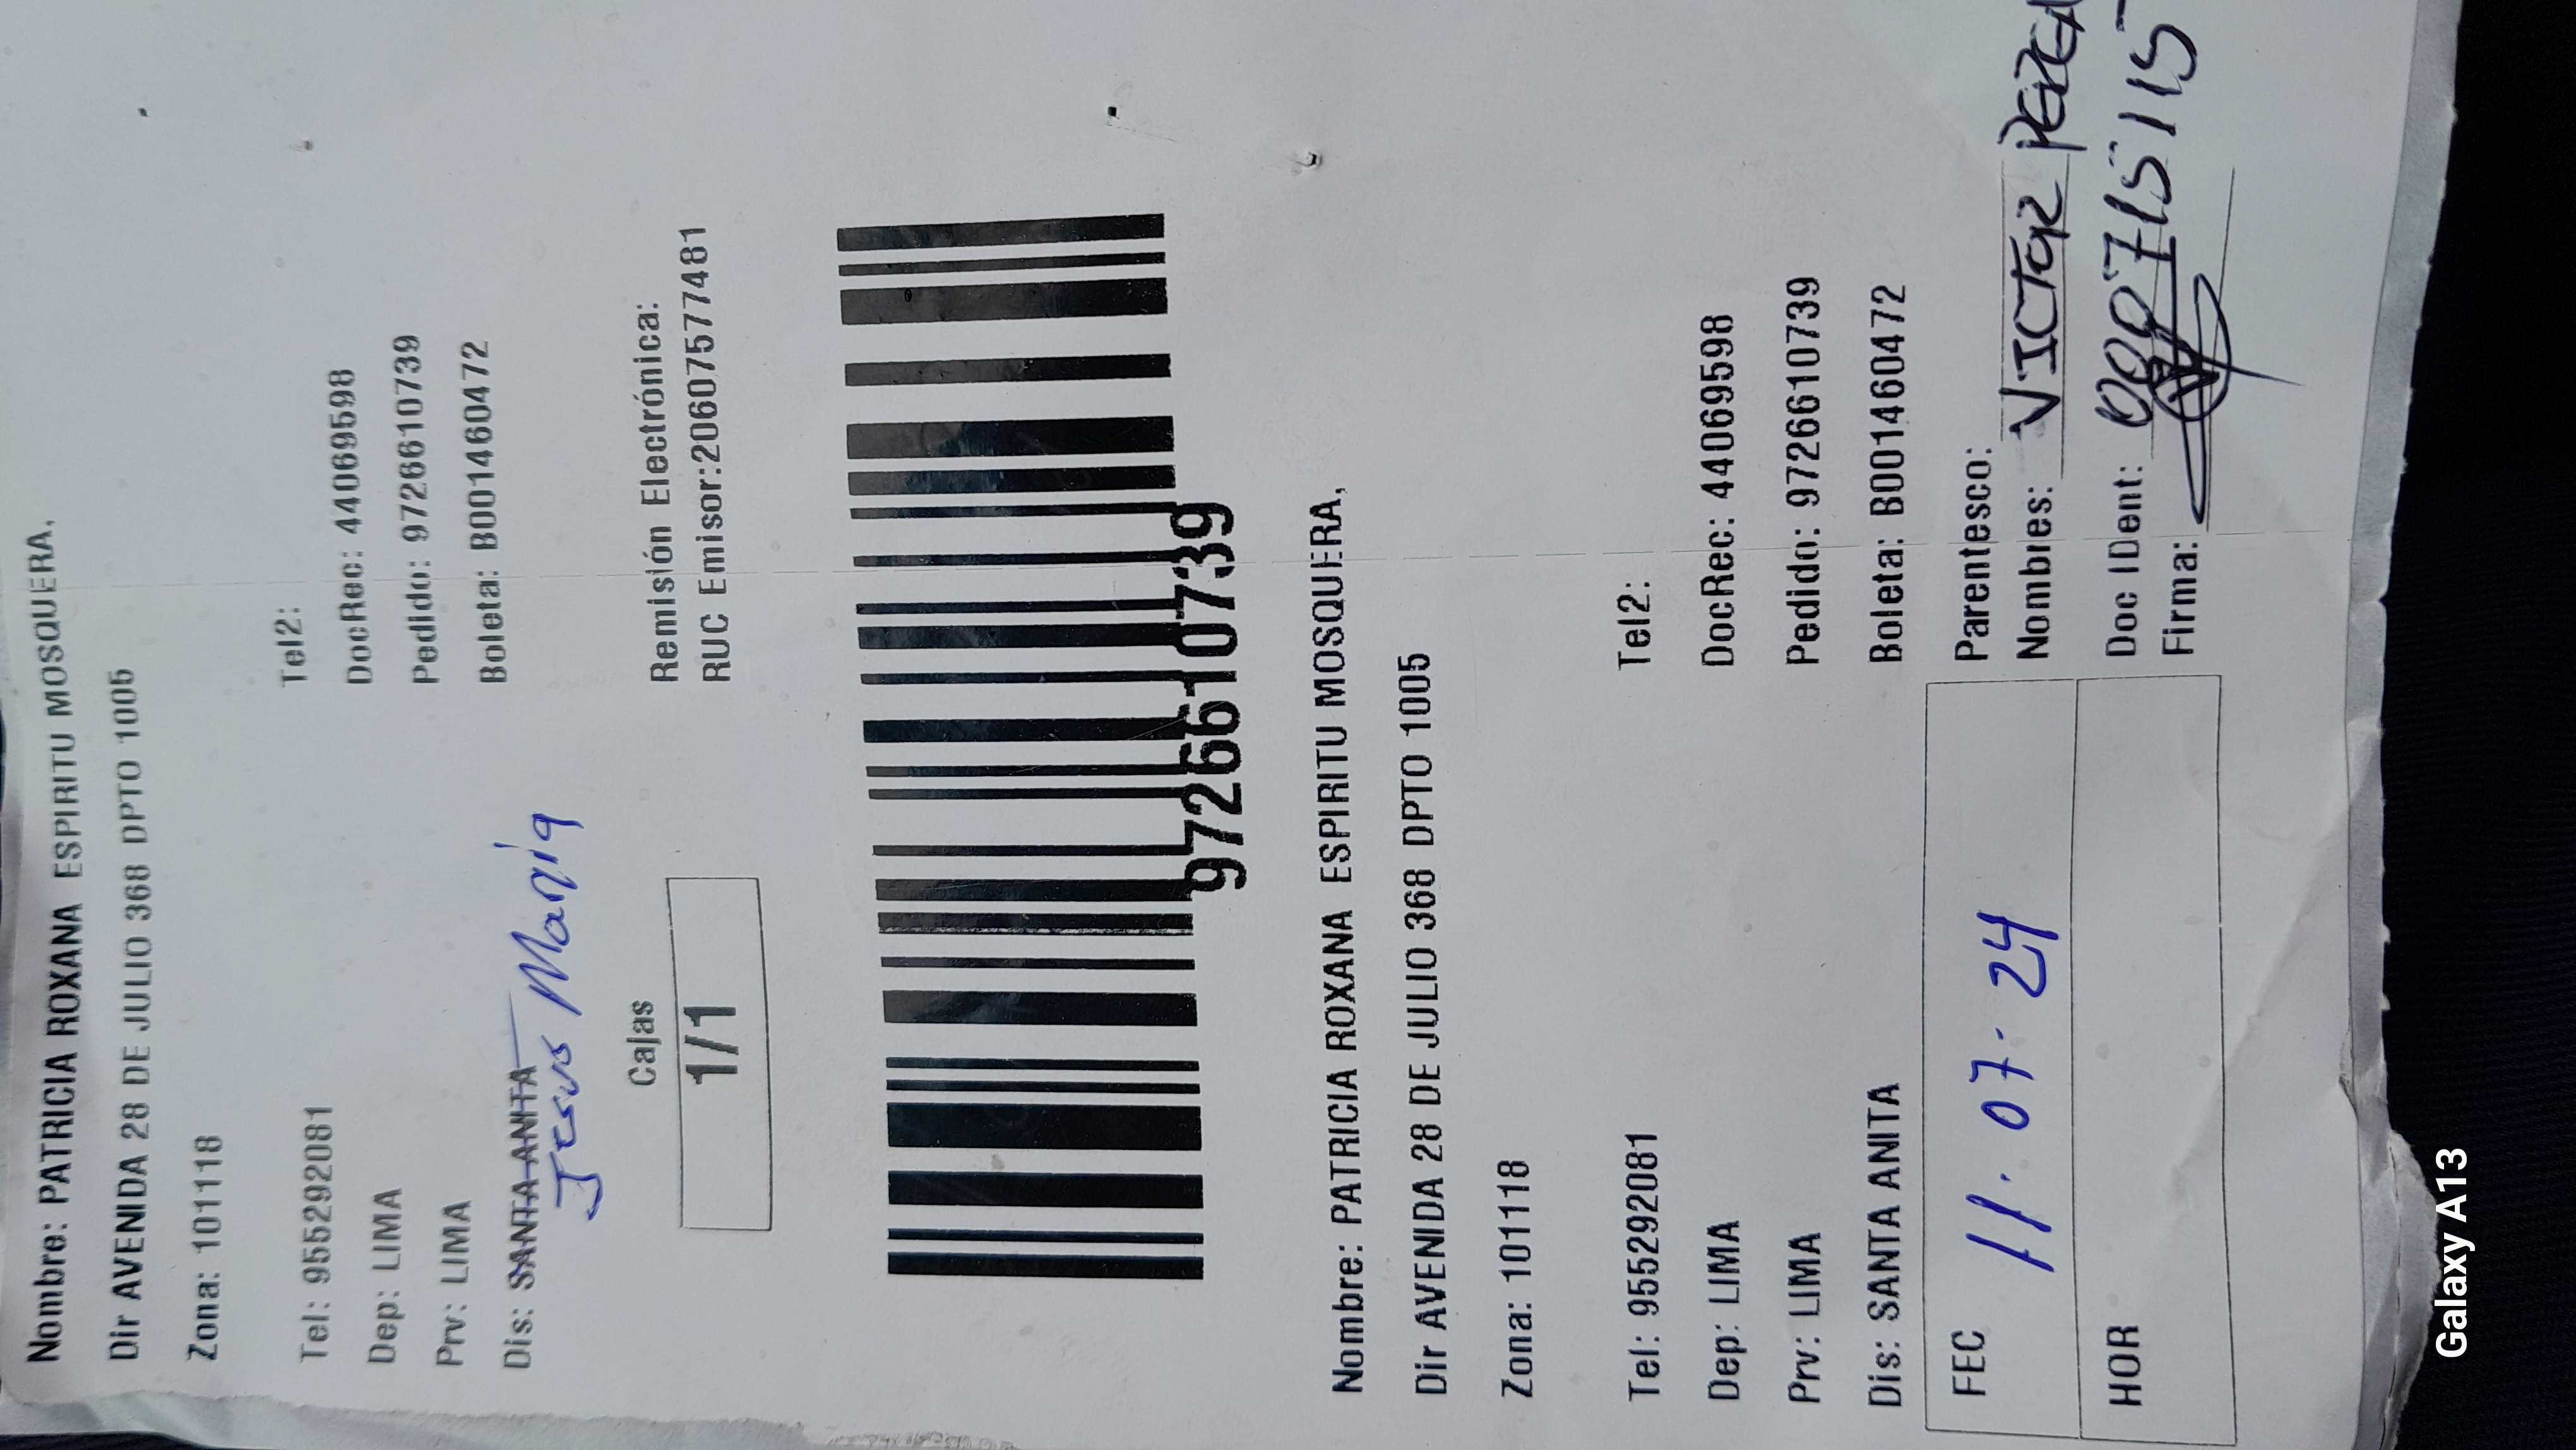 Nombre: PATRICIA ROXANA ESPIRITU MOSQUERA,
Dir AVENIDA 28 DE JULIO 368 DPTO 1005
Zona: 101118
Tel: 955292081 Tel2:
Dep: LIMA DocRec: 44069598
Prv: LIMA Pedido: 9726610739
Dis: SANTA ANITA Boleta: B001460472
Jesus Maria
Cajas Remisión Electrónica:
1/1 RUC Emisor:20607577481
9726610739
Nombre: PATRICIA ROXANA ESPIRITU MOSQUERA,
Dir AVENIDA 28 DE JULIO 368 DPTO 1005
Zona: 101118
Tel: 955292081 Tel2:
Dep: LIMA DocRec: 44069598
Prv: LIMA Pedido: 9726610739
Dis: SANTA ANITA Boleta: B001460472
FEC 11.07.24 Parentesco:
Nombres: VICTOR
HOR Doc IDent:
Firma:
Galaxy A13